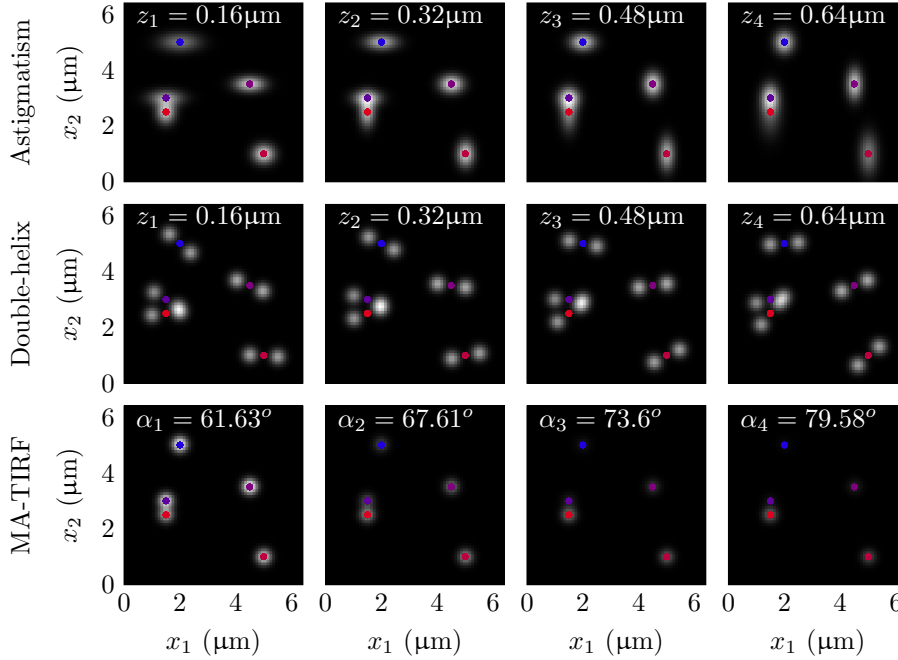 Astigmatism
x₂ (μm)
6
4
2
0
z₁ = 0.16μm
z₂ = 0.32μm
z₃ = 0.48μm
z₄ = 0.64μm
Double-helix
x₂ (μm)
6
4
2
0
z₁ = 0.16μm
z₂ = 0.32μm
z₃ = 0.48μm
z₄ = 0.64μm
MA-TIRF
x₂ (μm)
6
4
2
0
α₁ = 61.63ᵒ
α₂ = 67.61ᵒ
α₃ = 73.6ᵒ
α₄ = 79.58ᵒ
0 2 4 6
0 2 4 6
0 2 4 6
0 2 4 6
x₁ (μm)
x₁ (μm)
x₁ (μm)
x₁ (μm)